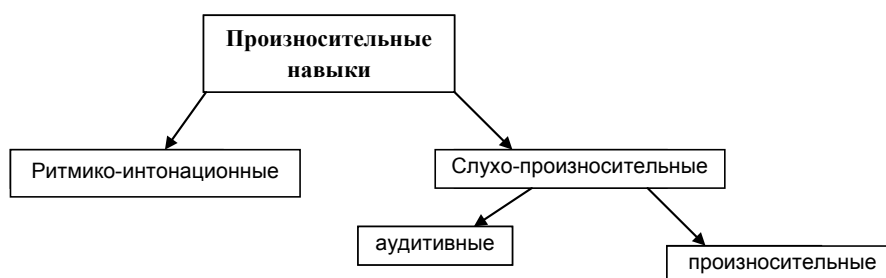 Произносительные
навыки
Ритмико-интонационные
Слухо-произносительные
аудитивные
произносительные